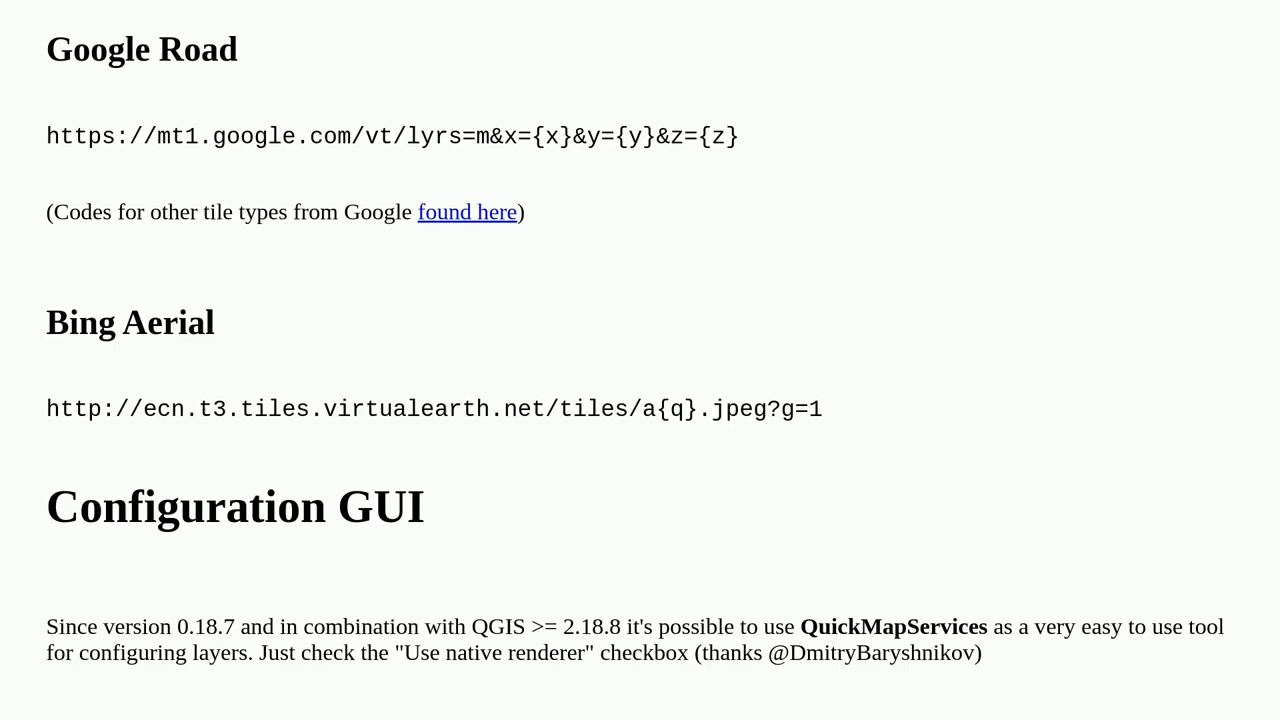 Google Road
https://mt1.google.com/vt/lyrs=m&x={x}&y={y}&z={z}
(Codes for other tile types from Google found here)
Bing Aerial
http://ecn.t3.tiles.virtualearth.net/tiles/a{q}.jpeg?g=1
Configuration GUI
Since version 0.18.7 and in combination with QGIS >= 2.18.8 it's possible to use QuickMapServices as a very easy to use tool
for configuring layers. Just check the "Use native renderer" checkbox (thanks @DmitryBaryshnikov)